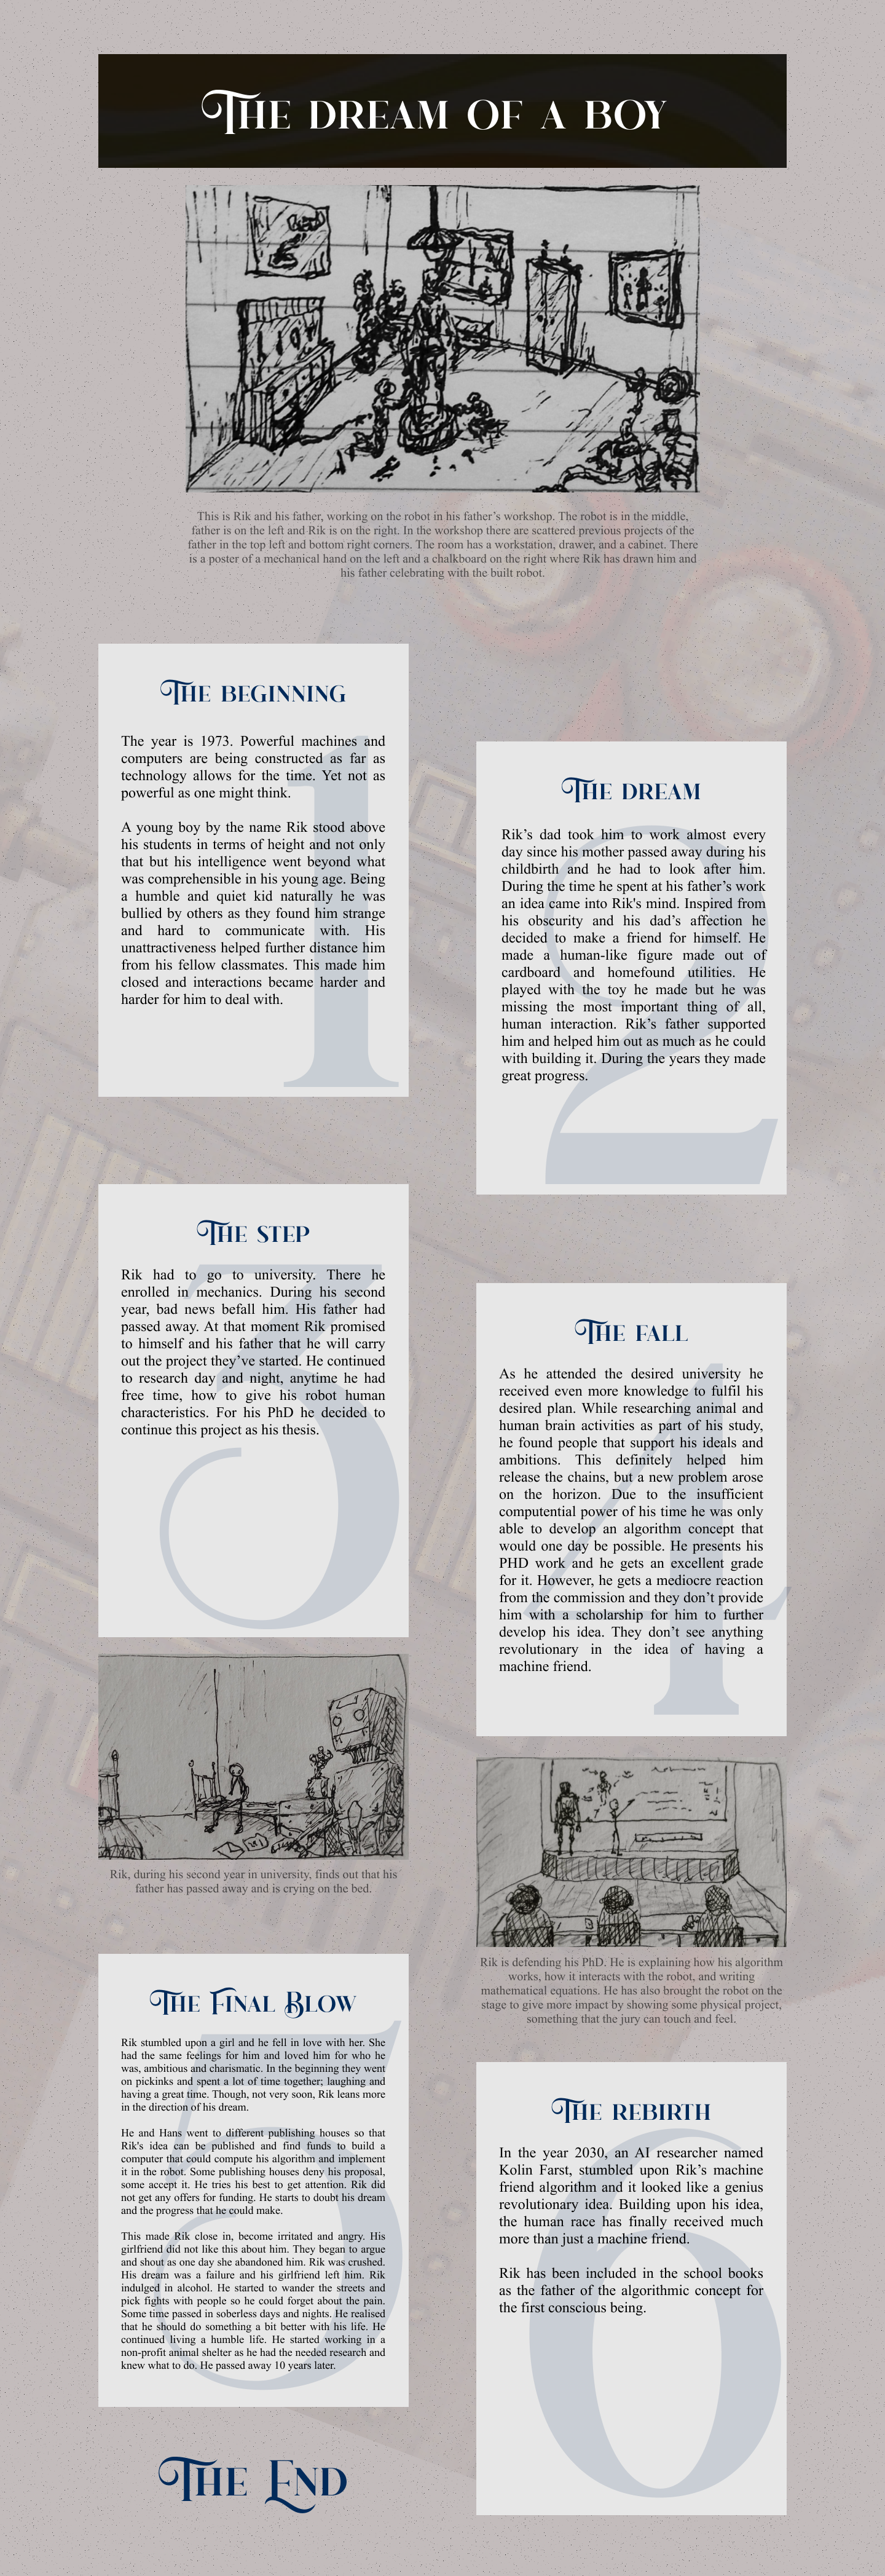 The dream of a boy
This is Rik and his father, working on the robot in his father’s workshop. The robot is in the middle,
father is on the left and Rik is on the right. In the workshop there are scattered previous projects of the
father in the top left and bottom right corners. The room has a workstation, drawer, and a cabinet. There
is a poster of a mechanical hand on the left and a chalkboard on the right where Rik has drawn him and
his father celebrating with the built robot.
The beginning
1
The year is 1973. Powerful machines and
computers are being constructed as far as
technology allows for the time. Yet not as
powerful as one might think.
A young boy by the name Rik stood above
his students in terms of height and not only
that but his intelligence went beyond what
was comprehensible in his young age. Being
a humble and quiet kid naturally he was
bullied by others as they found him strange
and hard to communicate with. His
unattractiveness helped further distance him
from his fellow classmates. This made him
closed and interactions became harder and
harder for him to deal with.
The dream
2
Rik’s dad took him to work almost every
day since his mother passed away during his
childbirth and he had to look after him.
During the time he spent at his father’s work
an idea came into Rik's mind. Inspired from
his obscurity and his dad’s affection he
decided to make a friend for himself. He
made a human-like figure made out of
cardboard and homefound utilities. He
played with the toy he made but he was
missing the most important thing of all,
human interaction. Rik’s father supported
him and helped him out as much as he could
with building it. During the years they made
great progress.
The step
3
Rik had to go to university. There he
enrolled in mechanics. During his second
year, bad news befall him. His father had
passed away. At that moment Rik promised
to himself and his father that he will carry
out the project they’ve started. He continued
to research day and night, anytime he had
free time, how to give his robot human
characteristics. For his PhD he decided to
continue this project as his thesis.
The fall
4
As he attended the desired university he
received even more knowledge to fulfil his
desired plan. While researching animal and
human brain activities as part of his study,
he found people that support his ideals and
ambitions. This definitely helped him
release the chains, but a new problem arose
on the horizon. Due to the insufficient
computential power of his time he was only
able to develop an algorithm concept that
would one day be possible. He presents his
PHD work and he gets an excellent grade
for it. However, he gets a mediocre reaction
from the commission and they don’t provide
him with a scholarship for him to further
develop his idea. They don’t see anything
revolutionary in the idea of having a
machine friend.
Rik, during his second year in university, finds out that his
father has passed away and is crying on the bed.
Rik is defending his PhD. He is explaining how his algorithm
works, how it interacts with the robot, and writing
mathematical equations. He has also brought the robot on the
stage to give more impact by showing some physical project,
something that the jury can touch and feel.
The Final Blow
5
Rik stumbled upon a girl and he fell in love with her. She
had the same feelings for him and loved him for who he
was, ambitious and charismatic. In the beginning they went
on pickinks and spent a lot of time together; laughing and
having a great time. Though, not very soon, Rik leans more
in the direction of his dream.
He and Hans went to different publishing houses so that
Rik's idea can be published and find funds to build a
computer that could compute his algorithm and implement
it in the robot. Some publishing houses deny his proposal,
some accept it. He tries his best to get attention. Rik did
not get any offers for funding. He starts to doubt his dream
and the progress that he could make.
This made Rik close in, become irritated and angry. His
girlfriend did not like this about him. They began to argue
and shout as one day she abandoned him. Rik was crushed.
His dream was a failure and his girlfriend left him. Rik
indulged in alcohol. He started to wander the streets and
pick fights with people so he could forget about the pain.
Some time passed in soberless days and nights. He realised
that he should do something a bit better with his life. He
continued living a humble life. He started working in a
non-profit animal shelter as he had the needed research and
knew what to do. He passed away 10 years later.
The rebirth
6
In the year 2030, an AI researcher named
Kolin Farst, stumbled upon Rik’s machine
friend algorithm and it looked like a genius
revolutionary idea. Building upon his idea,
the human race has finally received much
more than just a machine friend.
Rik has been included in the school books
as the father of the algorithmic concept for
the first conscious being.
The End